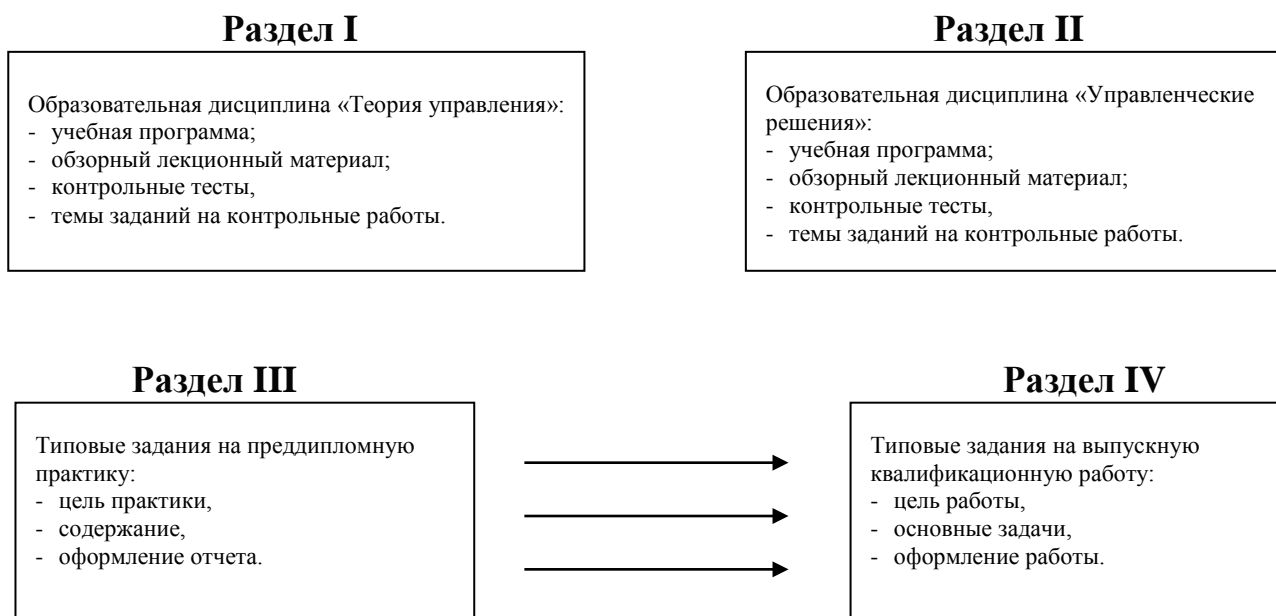 Раздел I
Образовательная дисциплина «Теория управления»:
- учебная программа;
- обзорный лекционный материал;
- контрольные тесты,
- темы заданий на контрольные работы.
Раздел II
Образовательная дисциплина «Управленческие
решения»:
- учебная программа;
- обзорный лекционный материал;
- контрольные тесты,
- темы заданий на контрольные работы.
Раздел III
Типовые задания на преддипломную
практику:
- цель практики,
- содержание,
- оформление отчета.
Раздел IV
Типовые задания на выпускную
квалификационную работу:
- цель работы,
- основные задачи,
- оформление работы.